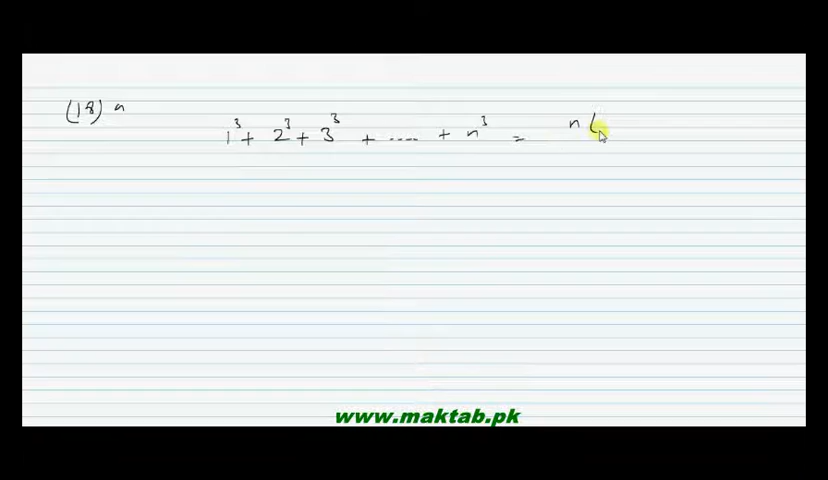 (18) n
1³ + 2³ + 3³ + .... + n³ = n (
www.maktab.pk